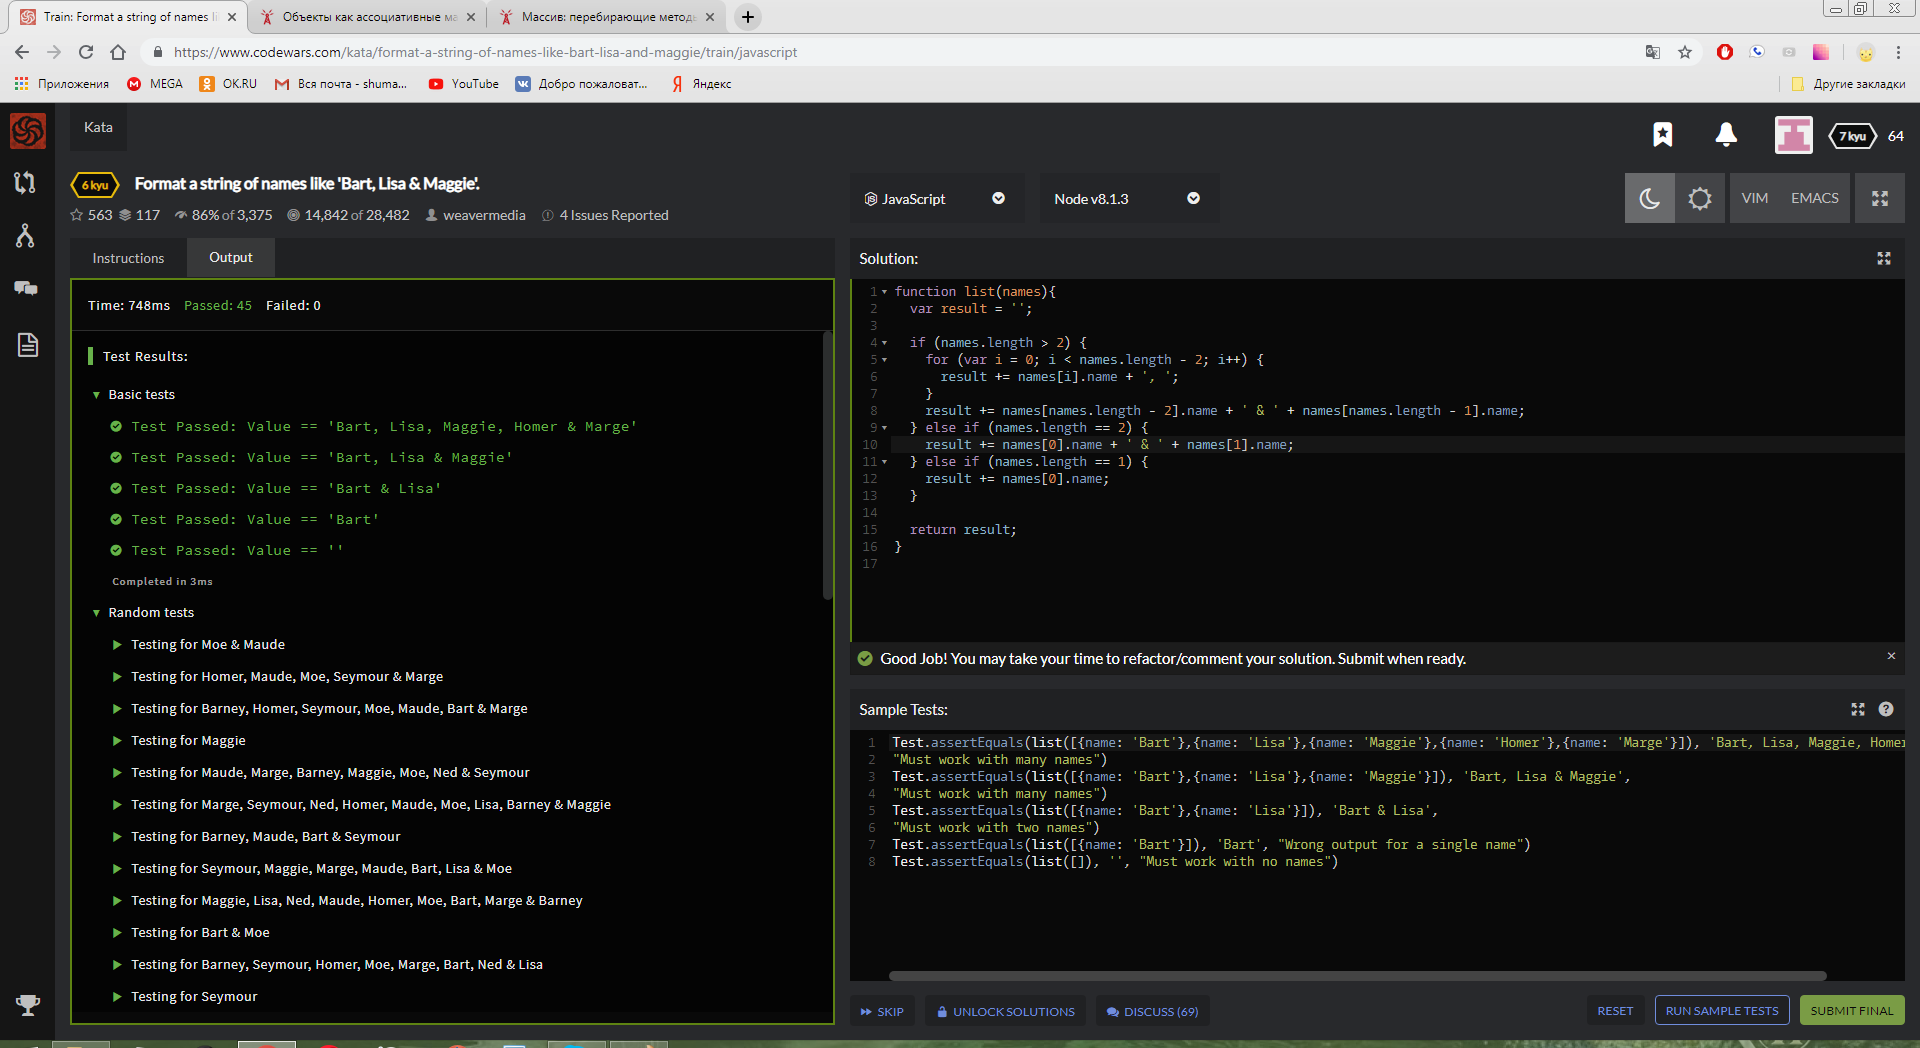 Train: Format a string of names li
Объекты как ассоциативные ма
Массив: перебирающие методы
https://www.codewars.com/kata/format-a-string-of-names-like-bart-lisa-and-maggie/train/javascript
Приложения
MEGA
OK.RU
Вся почта - shuma...
YouTube
Добро пожаловат...
Яндекс
Другие закладки
Kata
7 kyu
64
6 kyu
Format a string of names like 'Bart, Lisa & Maggie'.
563
117
86% of 3,375
14,842 of 28,482
weavermedia
4 Issues Reported
JavaScript
Node v8.1.3
VIM
EMACS
Instructions
Output
Time: 748ms Passed: 45 Failed: 0
Test Results:
Basic tests
Test Passed: Value == 'Bart, Lisa, Maggie, Homer & Marge'
Test Passed: Value == 'Bart, Lisa & Maggie'
Test Passed: Value == 'Bart & Lisa'
Test Passed: Value == 'Bart'
Test Passed: Value == ''
Completed in 3ms
Random tests
Testing for Moe & Maude
Testing for Homer, Maude, Moe, Seymour & Marge
Testing for Barney, Homer, Seymour, Moe, Maude, Bart & Marge
Testing for Maggie
Testing for Maude, Marge, Barney, Maggie, Moe, Ned & Seymour
Testing for Marge, Seymour, Ned, Homer, Maude, Moe, Lisa, Barney & Maggie
Testing for Barney, Maude, Bart & Seymour
Testing for Seymour, Maggie, Marge, Maude, Bart, Lisa & Moe
Testing for Maggie, Lisa, Ned, Maude, Homer, Moe, Bart, Marge & Barney
Testing for Bart & Moe
Testing for Barney, Seymour, Homer, Moe, Marge, Bart, Ned & Lisa
Testing for Seymour
Solution:
1 function list(names){
2 var result = '';
3
4 if (names.length > 2) {
5 for (var i = 0; i < names.length - 2; i++) {
6 result += names[i].name + ', ';
7 }
8 result += names[names.length - 2].name + ' & ' + names[names.length - 1].name;
9 } else if (names.length == 2) {
10 result += names[0].name + ' & ' + names[1].name;
11 } else if (names.length == 1) {
12 result += names[0].name;
13 }
14
15 return result;
16 }
17
Good Job! You may take your time to refactor/comment your solution. Submit when ready.
Sample Tests:
1 Test.assertEquals(list([{name: 'Bart'},{name: 'Lisa'},{name: 'Maggie'},{name: 'Homer'},{name: 'Marge'}]), 'Bart, Lisa, Maggie, Homer
2 "Must work with many names")
3 Test.assertEquals(list([{name: 'Bart'},{name: 'Lisa'},{name: 'Maggie'}]), 'Bart, Lisa & Maggie',
4 "Must work with many names")
5 Test.assertEquals(list([{name: 'Bart'},{name: 'Lisa'}]), 'Bart & Lisa',
6 "Must work with two names")
7 Test.assertEquals(list([{name: 'Bart'}]), 'Bart', "Wrong output for a single name")
8 Test.assertEquals(list([]), '', "Must work with no names")
SKIP
UNLOCK SOLUTIONS
DISCUSS (69)
RESET
RUN SAMPLE TESTS
SUBMIT FINAL